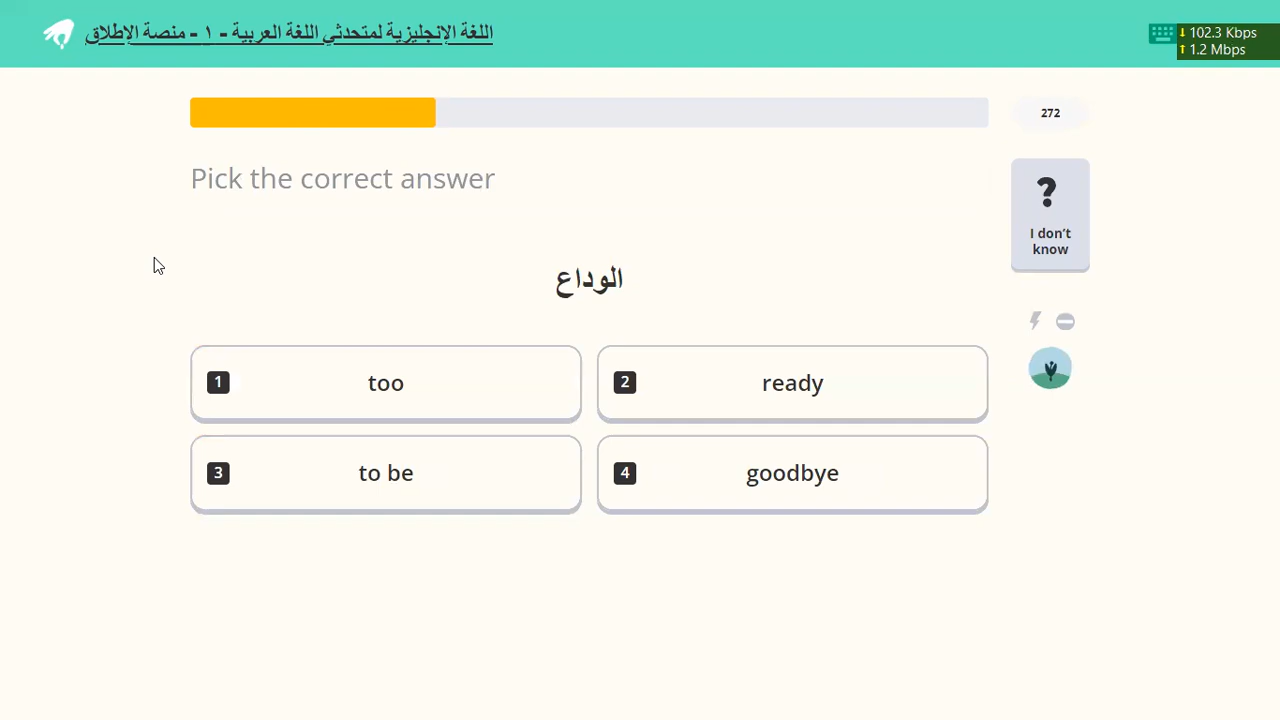 اللغة الإنجليزية لمتحدثي اللغة العربية - ١ - منصة الإطلاق
102.3 Kbps
1.2 Mbps
272
Pick the correct answer
?
I don't
know
الوداع
1 too
2 ready
3 to be
4 goodbye